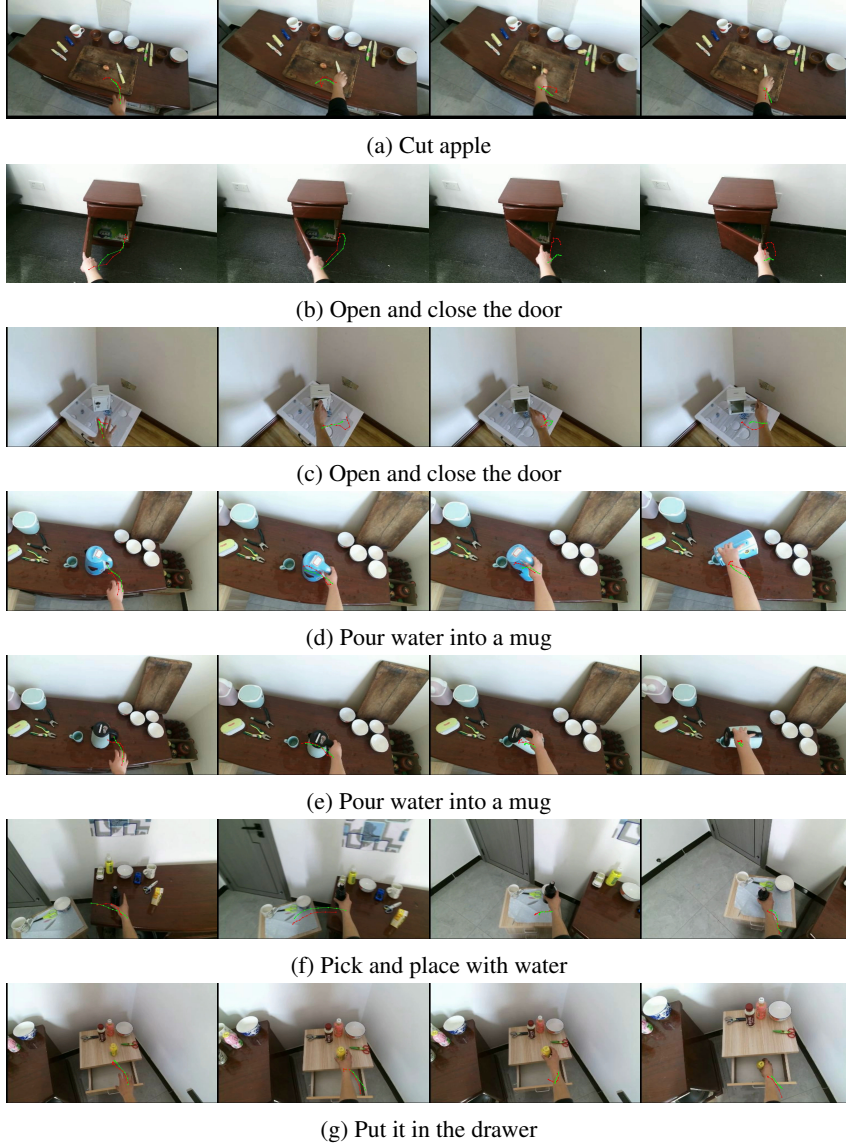 (a) Cut apple
(b) Open and close the door
(c) Open and close the door
(d) Pour water into a mug
(e) Pour water into a mug
(f) Pick and place with water
(g) Put it in the drawer